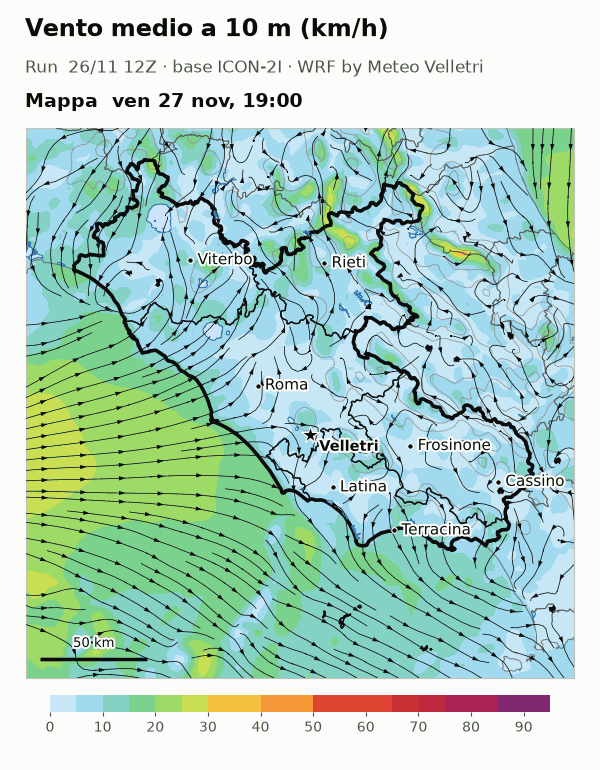 Vento medio a 10 m (km/h)
Run 26/11 12Z · base ICON-2I · WRF by Meteo Velletri
Mappa ven 27 nov, 19:00
Viterbo
Rieti
Roma
Velletri
Frosinone
Cassino
Latina
Terracina
50 km
0 10 20 30 40 50 60 70 80 90